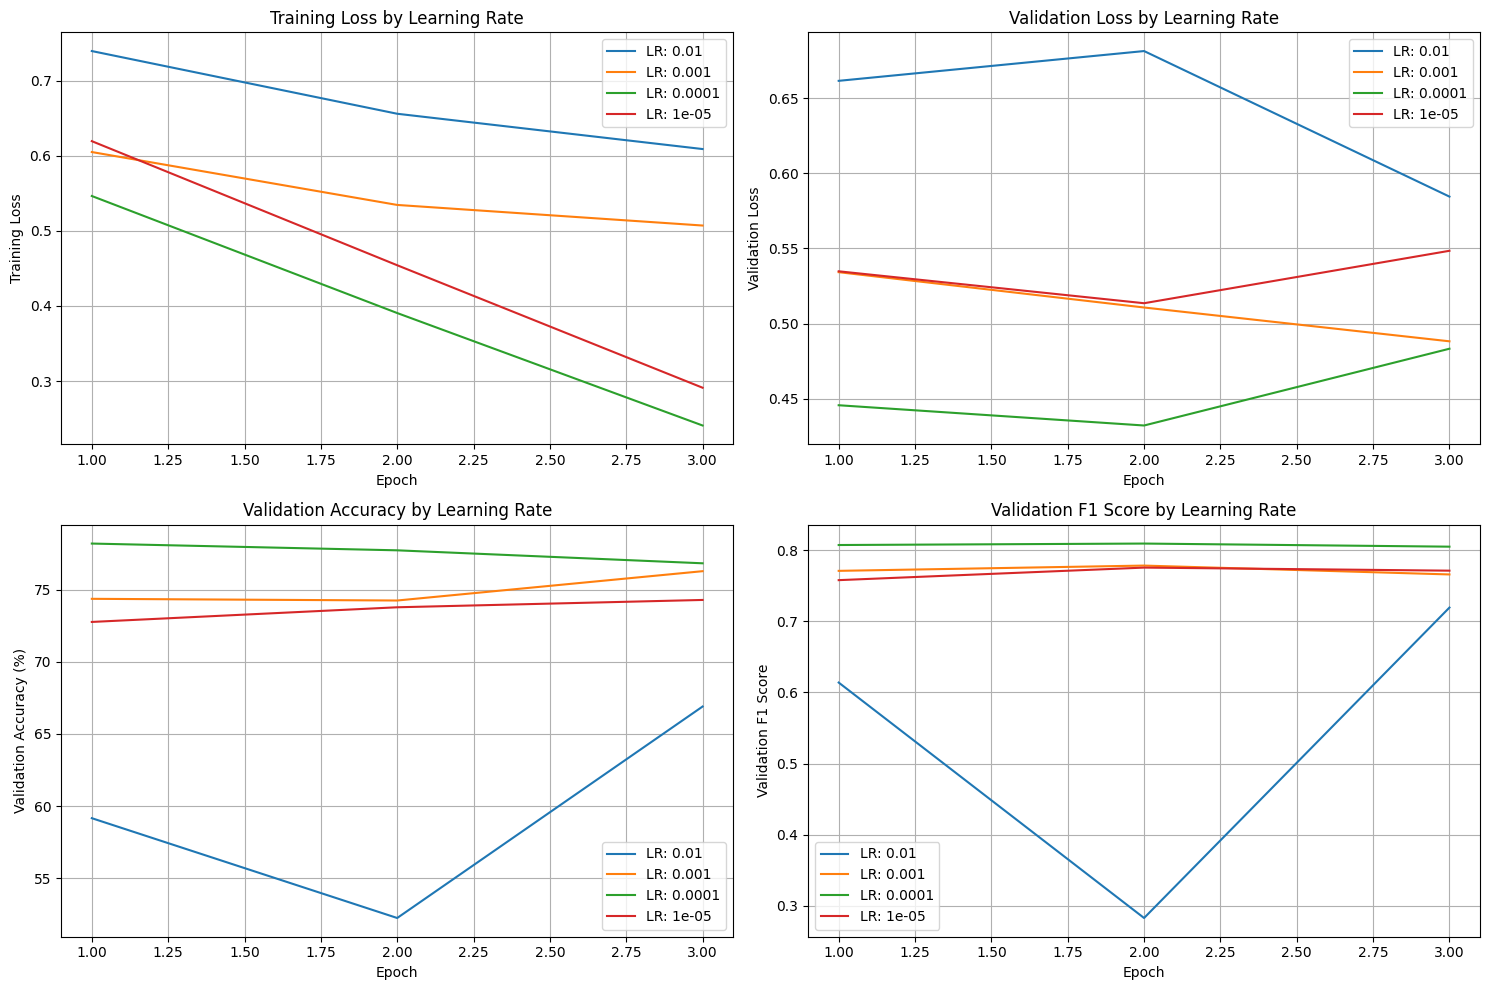 Training Loss by Learning Rate
LR: 0.01
LR: 0.001
LR: 0.0001
LR: 1e-05
0.7
0.6
0.5
0.4
0.3
Training Loss
1.00 1.25 1.50 1.75 2.00 2.25 2.50 2.75 3.00
Epoch
Validation Loss by Learning Rate
LR: 0.01
LR: 0.001
LR: 0.0001
LR: 1e-05
0.65
0.60
0.55
0.50
0.45
Validation Loss
1.00 1.25 1.50 1.75 2.00 2.25 2.50 2.75 3.00
Epoch
Validation Accuracy by Learning Rate
75
70
65
60
55
Validation Accuracy (%)
LR: 0.01
LR: 0.001
LR: 0.0001
LR: 1e-05
1.00 1.25 1.50 1.75 2.00 2.25 2.50 2.75 3.00
Epoch
Validation F1 Score by Learning Rate
0.8
0.7
0.6
0.5
0.4
0.3
Validation F1 Score
LR: 0.01
LR: 0.001
LR: 0.0001
LR: 1e-05
1.00 1.25 1.50 1.75 2.00 2.25 2.50 2.75 3.00
Epoch